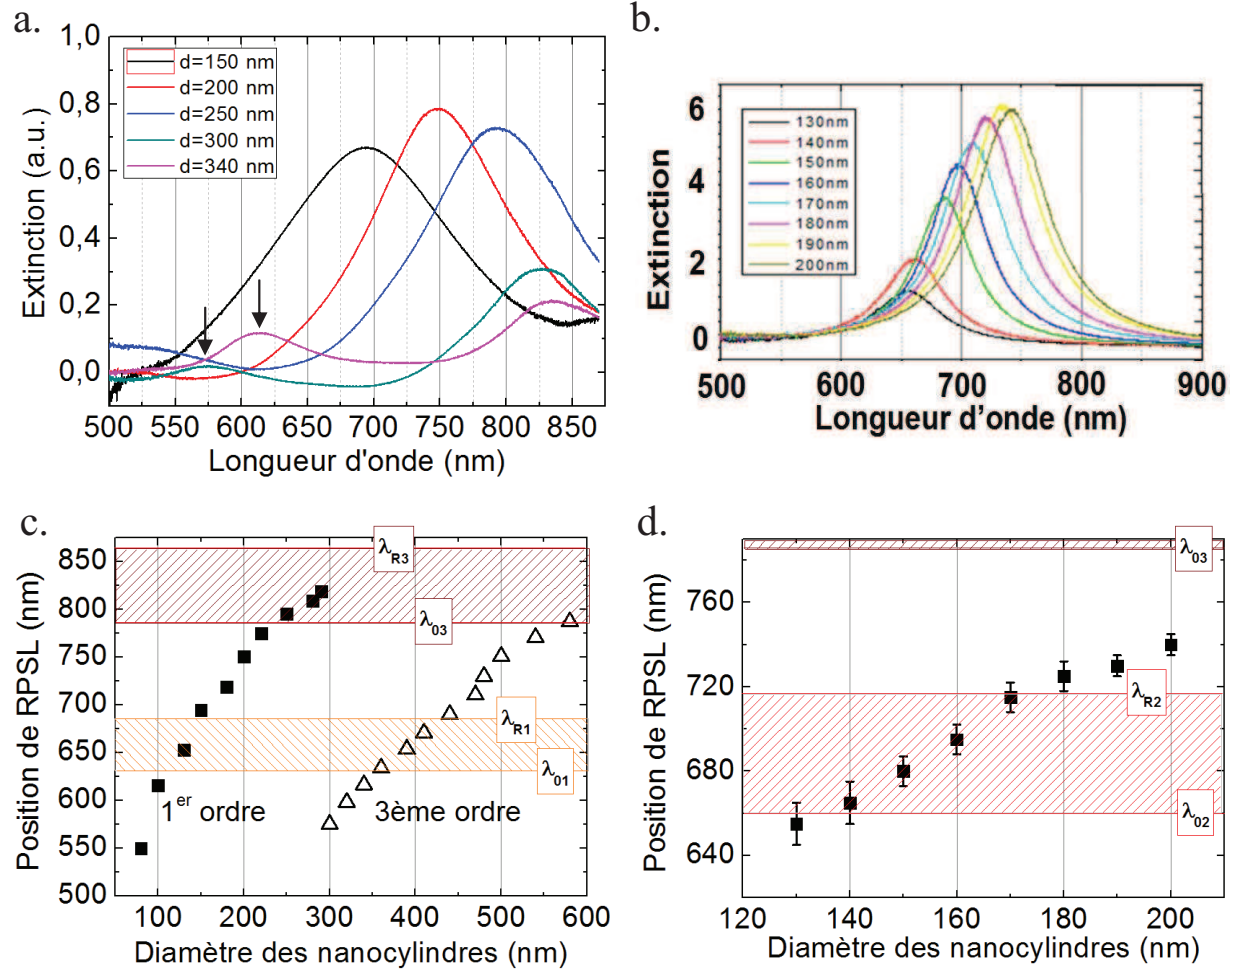 a.
Extinction (a.u.)
1,0
0,8
0,6
0,4
0,2
0,0
d=150 nm
d=200 nm
d=250 nm
d=300 nm
d=340 nm
500 550 600 650 700 750 800 850
Longueur d'onde (nm)
b.
Extinction
6
4
2
0
130nm
140nm
150nm
160nm
170nm
180nm
190nm
200nm
500 600 700 800 900
Longueur d'onde (nm)
c.
Position de RPSL (nm)
850
800
750
700
650
600
550
500
λR3
λ03
λR1
λ01
1er ordre
3ème ordre
100 200 300 400 500 600
Diamètre des nanocylindres (nm)
d.
Position de RPSL (nm)
760
720
680
640
λ03
λR2
λ02
120 140 160 180 200
Diamètre des nanocylindres (nm)